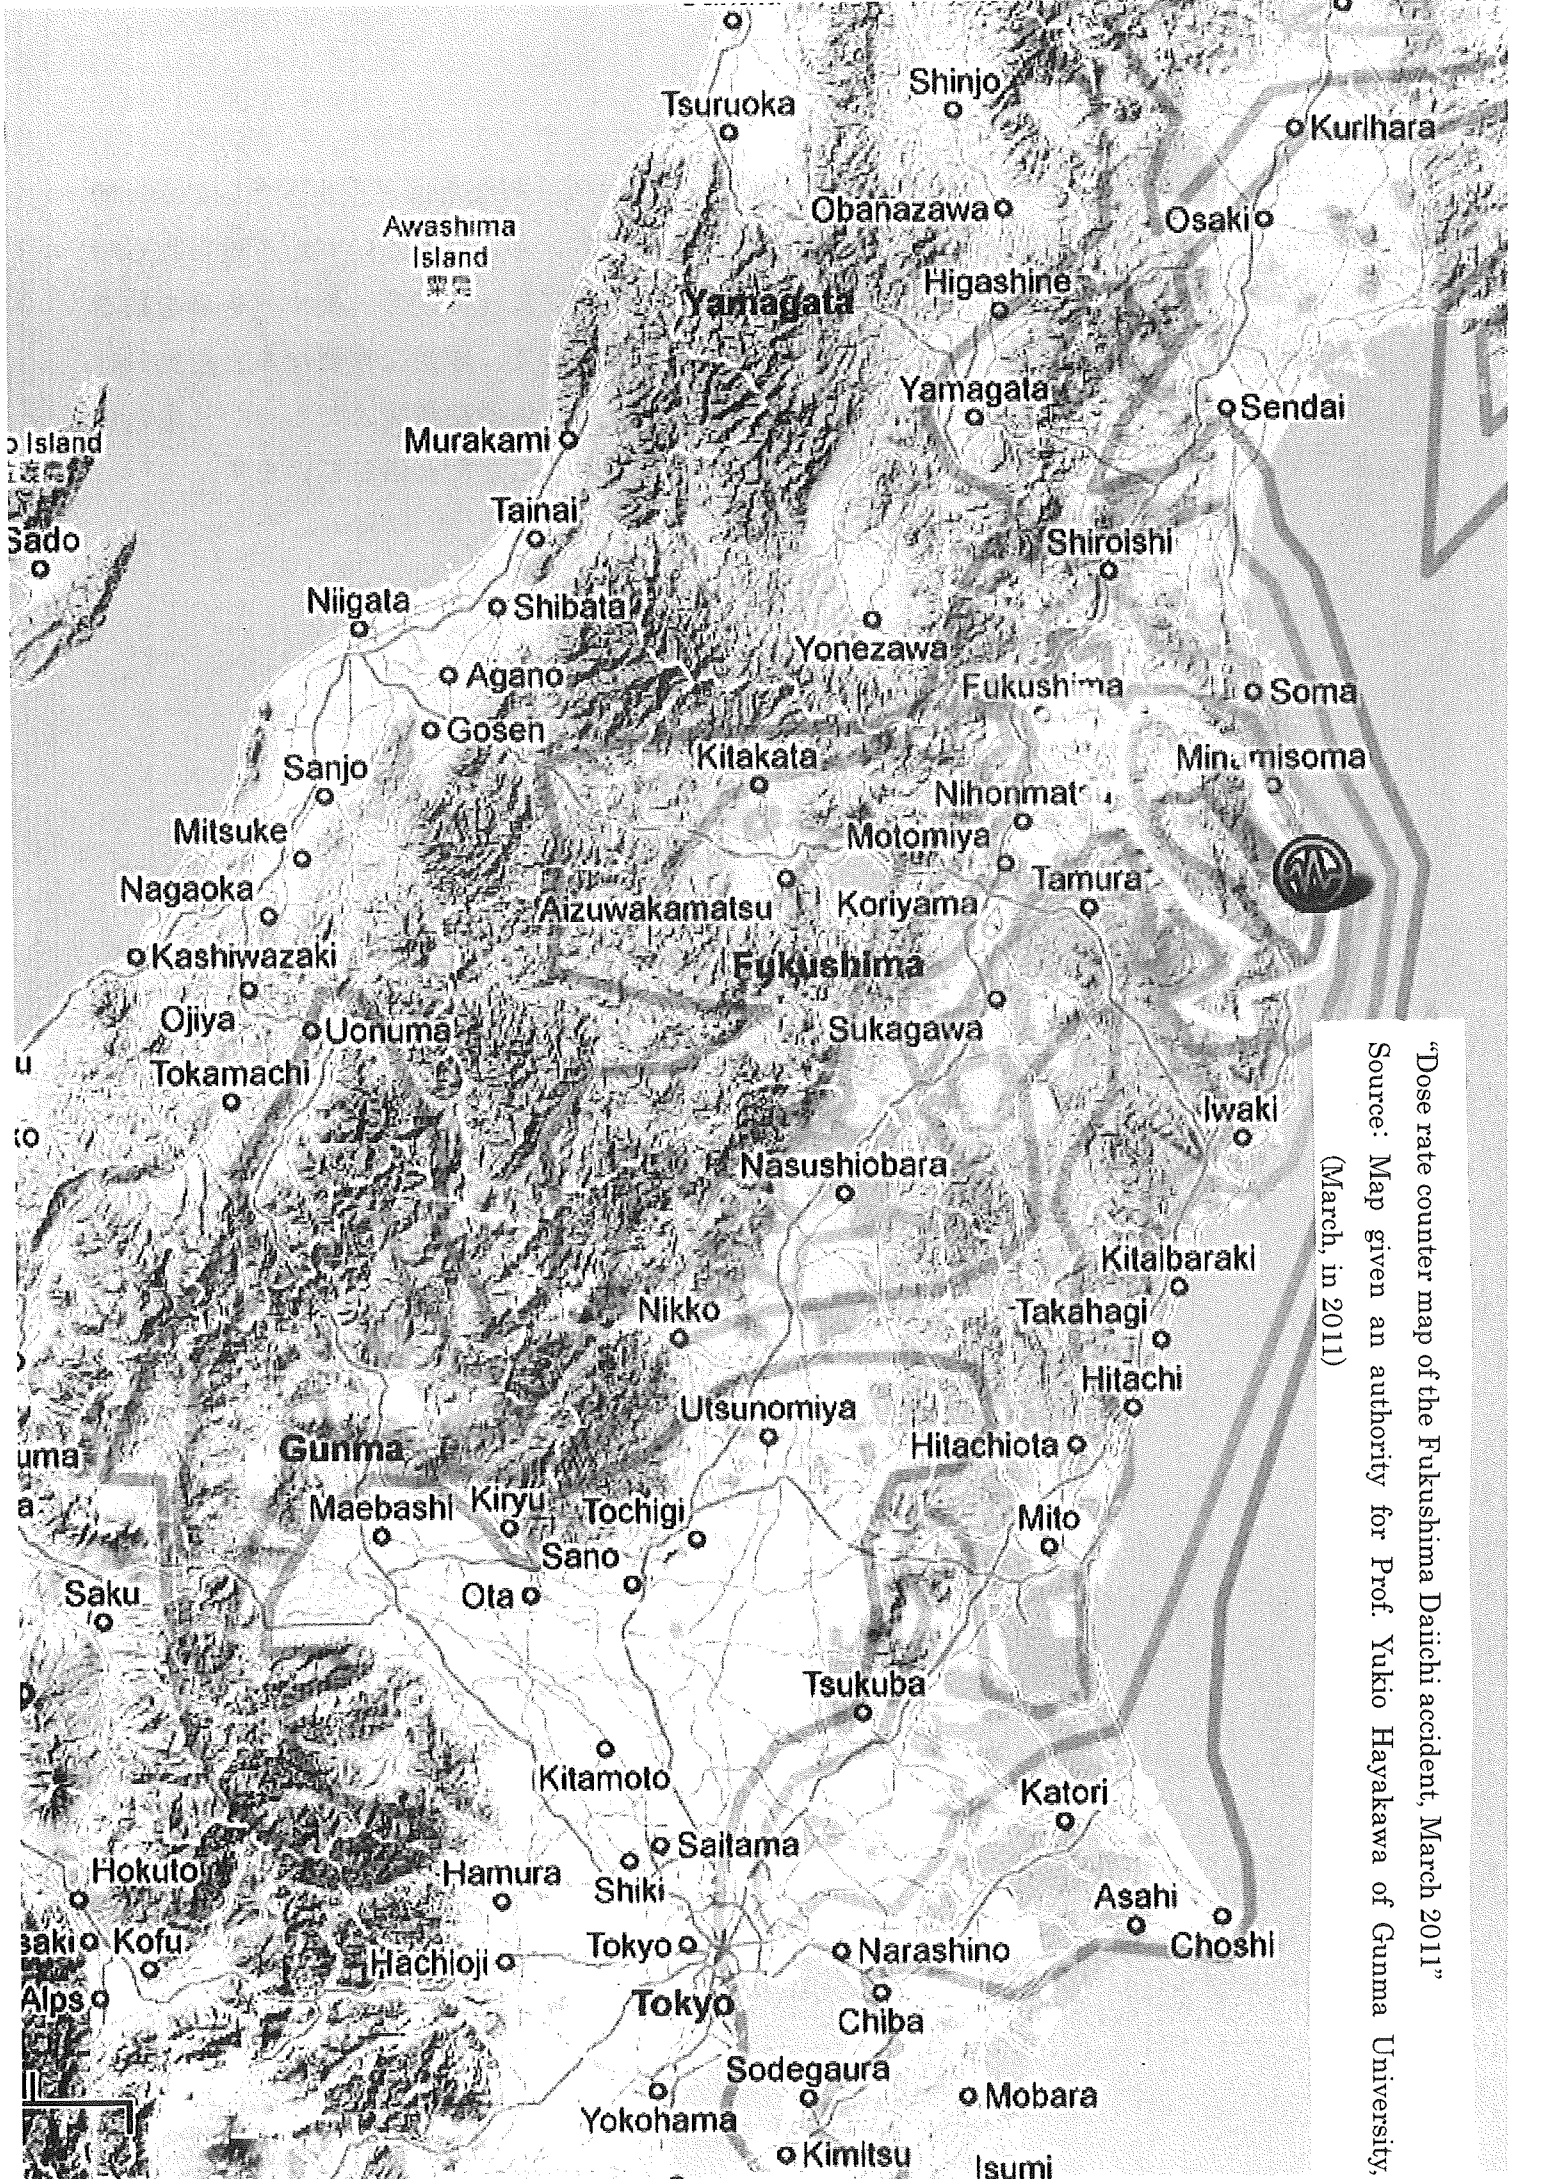 Tsuruoka
Shinjo
Kurihara
Obanazawa
Osaki
Awashima
Island
粟島
Higashine
Yamagata
Yamagata
Sendai
Murakami
Island
Tainai
Shiroishi
Sado
Niigata
Shibata
Yonezawa
Agano
Fukushima
Soma
Gosen
Kitakata
Minamisoma
Sanjo
Nihonmatsu
Mitsuke
Motomiya
Nagaoka
Tamura
Aizuwakamatsu
Koriyama
Kashiwazaki
Fukushima
Ojiya
Uonuma
Sukagawa
Tokamachi
Iwaki
Nasushiobara
Kitaibaraki
Nikko
Takahagi
Hitachi
Utsunomiya
Hitachiota
Gunma
uma
Maebashi
Kiryu
Tochigi
Mito
Sano
Saku
Ota
Tsukuba
Kitamoto
Katori
Saitama
Hokuto
Hamura
Shiki
Asahi
saki
Kofu
Tokyo
Narashino
Choshi
Hachioji
Alps
Tokyo
Chiba
Sodegaura
Mobara
Yokohama
Kimitsu
Isumi
"Dose rate counter map of the Fukushima Daiichi accident, March 2011"
Source: Map given an authority for Prof. Yukio Hayakawa of Gunma University,
(March, in 2011)